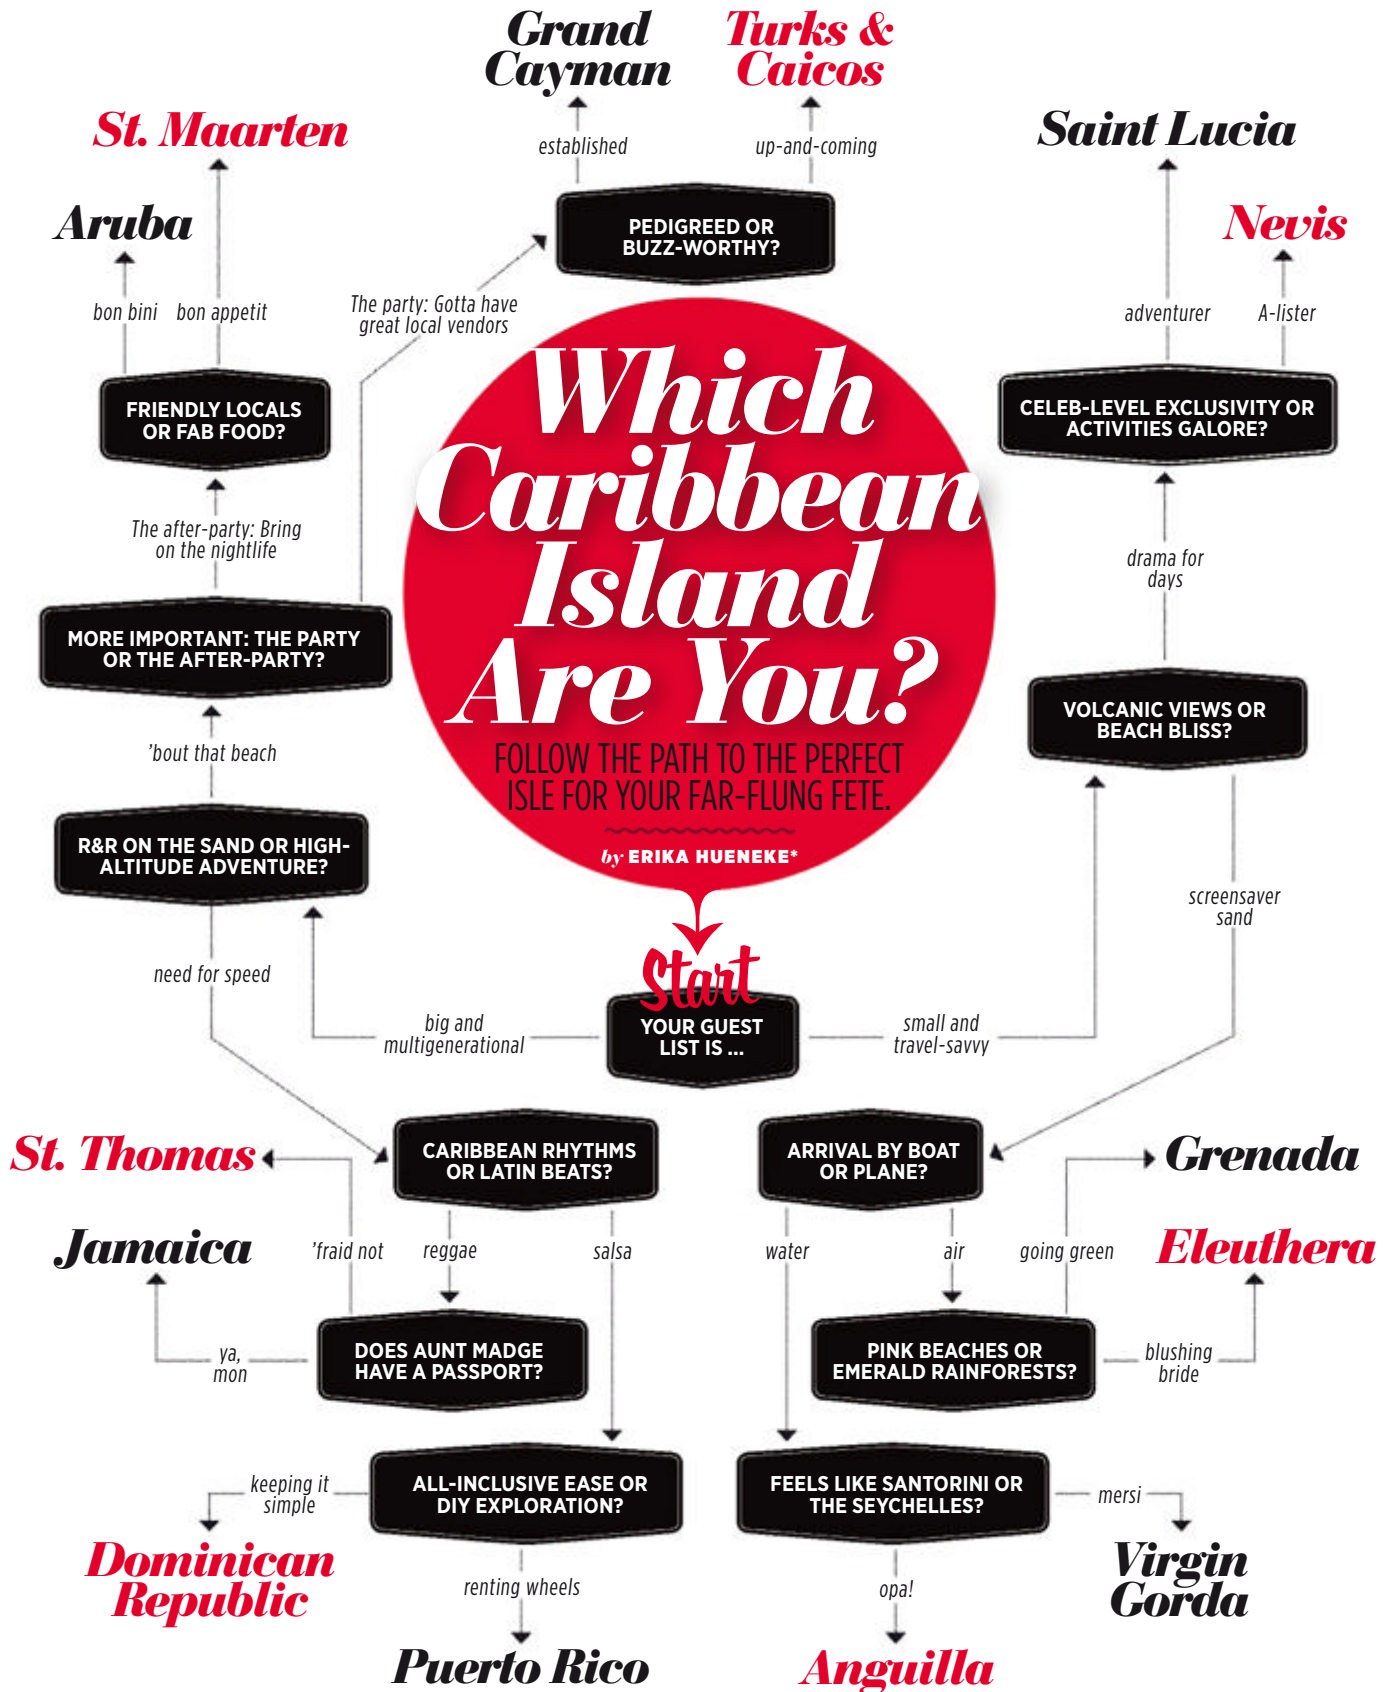 Grand
Cayman
Turks &
Caicos
St. Maarten
established
up-and-coming
Saint Lucia
Aruba
PEDIGREED OR
BUZZ-WORTHY?
Nevis
bon bini
bon appetit
The party: Gotta have
great local vendors
adventurer
A-lister
FRIENDLY LOCALS
OR FAB FOOD?
CELEB-LEVEL EXCLUSIVITY OR
ACTIVITIES GALORE?
Which
Caribbean
Island
Are You?
FOLLOW THE PATH TO THE PERFECT
ISLE FOR YOUR FAR-FLUNG FETE.
by ERIKA HUENEKE*
The after-party: Bring
on the nightlife
drama for
days
MORE IMPORTANT: THE PARTY
OR THE AFTER-PARTY?
VOLCANIC VIEWS OR
BEACH BLISS?
'bout that beach
R&R ON THE SAND OR HIGH-
ALTITUDE ADVENTURE?
screensaver
sand
need for speed
Start
YOUR GUEST
LIST IS ...
big and
multigenerational
small and
travel-savvy
St. Thomas
CARIBBEAN RHYTHMS
OR LATIN BEATS?
ARRIVAL BY BOAT
OR PLANE?
Grenada
Jamaica
'fraid not
reggae
salsa
water
air
going green
Eleuthera
ya,
mon
DOES AUNT MADGE
HAVE A PASSPORT?
PINK BEACHES OR
EMERALD RAINFORESTS?
blushing
bride
keeping it
simple
ALL-INCLUSIVE EASE OR
DIY EXPLORATION?
FEELS LIKE SANTORINI OR
THE SEYCHELLES?
mersi
Dominican
Republic
renting wheels
opa!
Virgin
Gorda
Puerto Rico
Anguilla